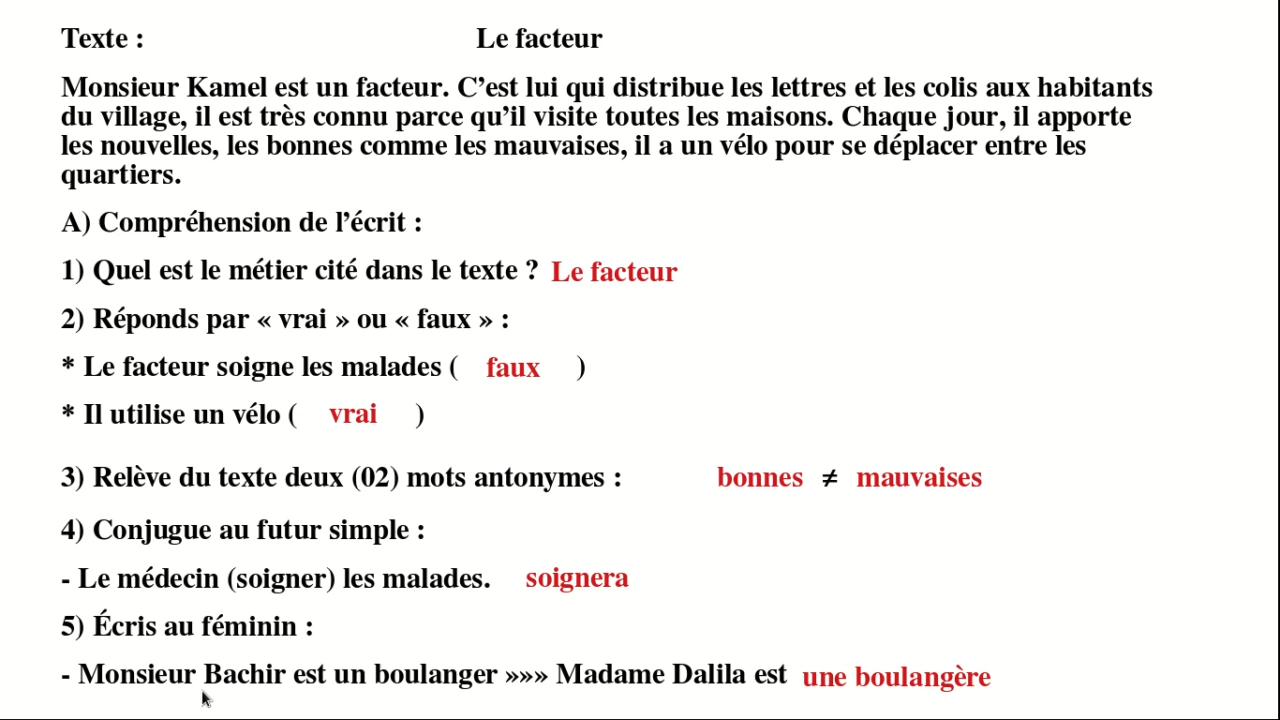 Texte : Le facteur
Monsieur Kamel est un facteur. C’est lui qui distribue les lettres et les colis aux habitants
du village, il est très connu parce qu’il visite toutes les maisons. Chaque jour, il apporte
les nouvelles, les bonnes comme les mauvaises, il a un vélo pour se déplacer entre les
quartiers.
A) Compréhension de l’écrit :
1) Quel est le métier cité dans le texte ? Le facteur
2) Réponds par « vrai » ou « faux » :
* Le facteur soigne les malades ( faux )
* Il utilise un vélo ( vrai )
3) Relève du texte deux (02) mots antonymes : bonnes ≠ mauvaises
4) Conjugue au futur simple :
- Le médecin (soigner) les malades. soignera
5) Écris au féminin :
- Monsieur Bachir est un boulanger »»» Madame Dalila est une boulangère